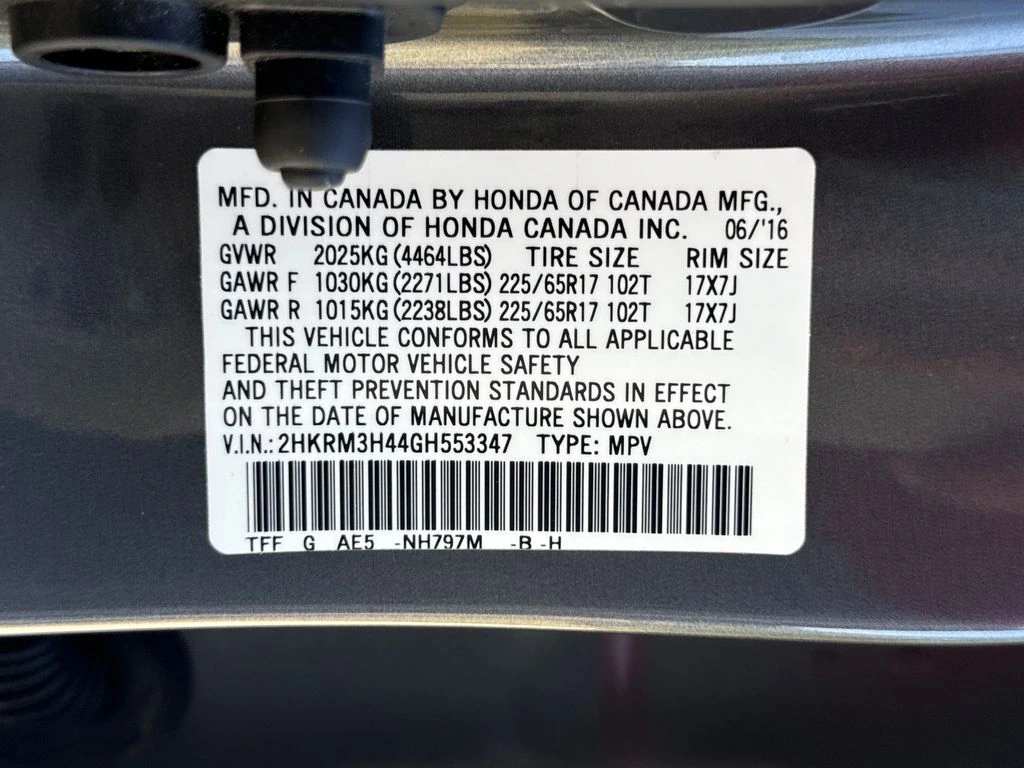 MFD. IN CANADA BY HONDA OF CANADA MFG.,
A DIVISION OF HONDA CANADA INC. 06/'16
GVWR 2025KG (4464LBS) TIRE SIZE RIM SIZE
GAWR F 1030KG (2271LBS) 225/65R17 102T 17X7J
GAWR R 1015KG (2238LBS) 225/65R17 102T 17X7J
THIS VEHICLE CONFORMS TO ALL APPLICABLE
FEDERAL MOTOR VEHICLE SAFETY
AND THEFT PREVENTION STANDARDS IN EFFECT
ON THE DATE OF MANUFACTURE SHOWN ABOVE.
V.I.N.: 2HKRM3H44GH553347 TYPE: MPV
TFF G AE5 -NH797M -B -H